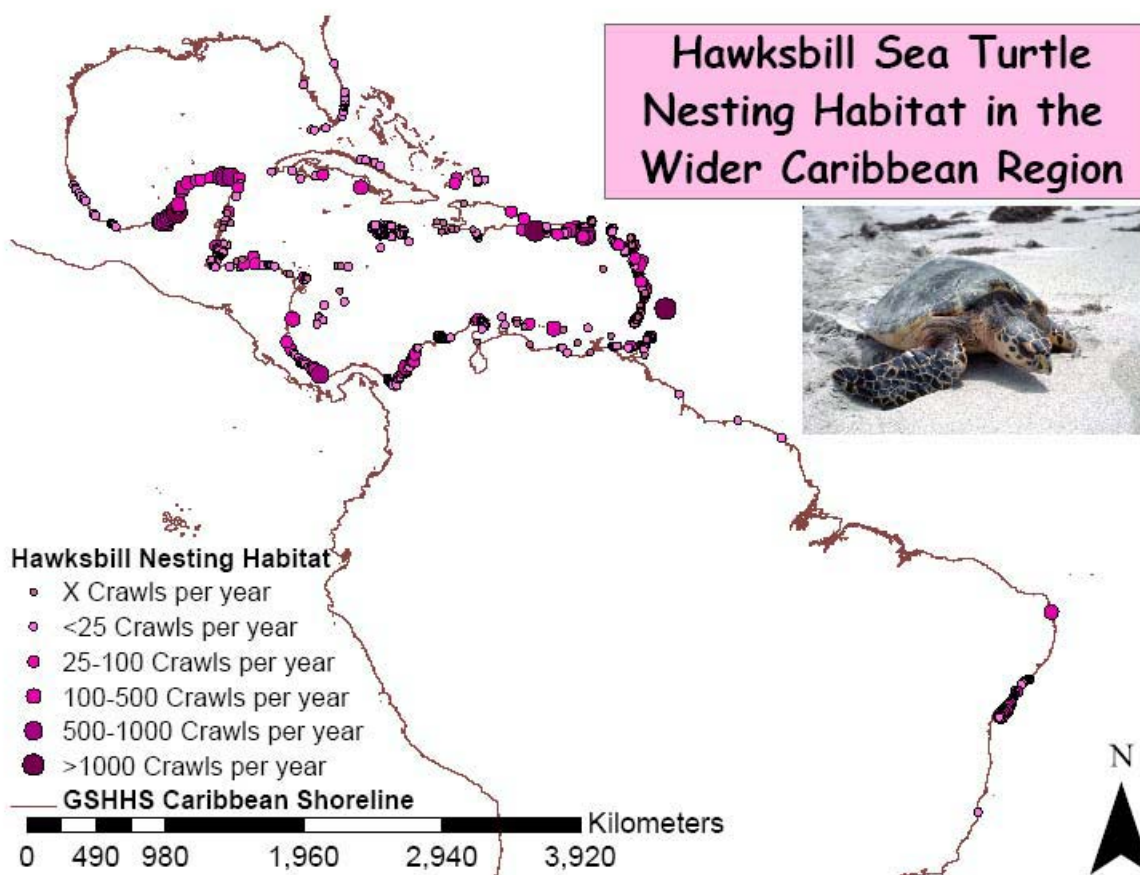 Hawksbill Sea Turtle
Nesting Habitat in the
Wider Caribbean Region
Hawksbill Nesting Habitat
X Crawls per year
<25 Crawls per year
25-100 Crawls per year
100-500 Crawls per year
500-1000 Crawls per year
>1000 Crawls per year
GSHHS Caribbean Shoreline
Kilometers
0 490 980 1,960 2,940 3,920
N